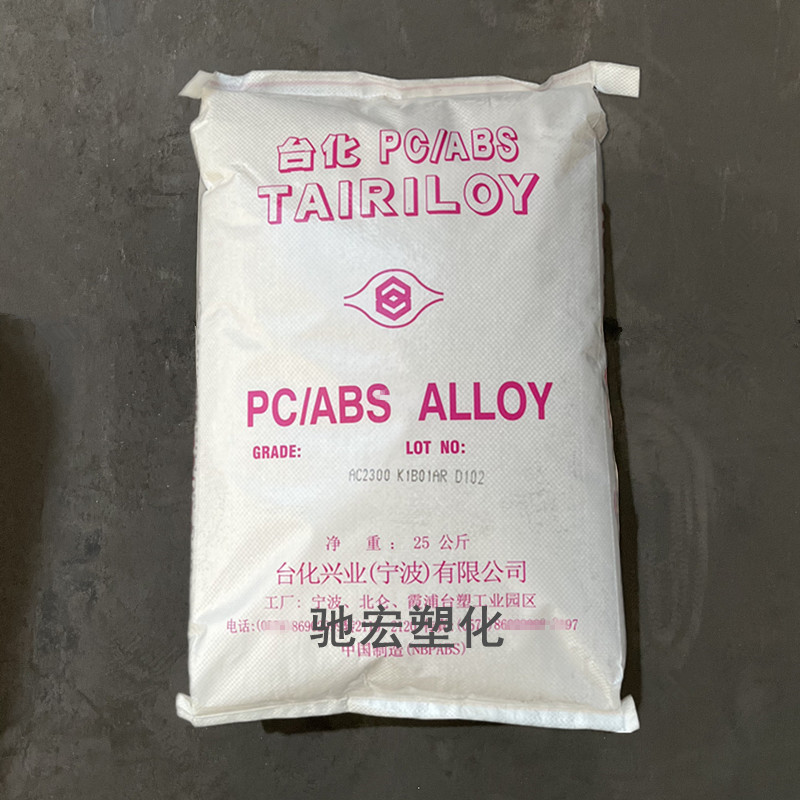 台化 PC/ABS
TAIRILOY
PC/ABS ALLOY
GRADE: LOT NO:
AC2300 K1B01AR D102
净 重： 25 公斤
台化兴业(宁波)有限公司
工厂: 宁波、北仑、霞浦台塑工业园区
电话:
驰宏塑化
中国制造(NBPABS)